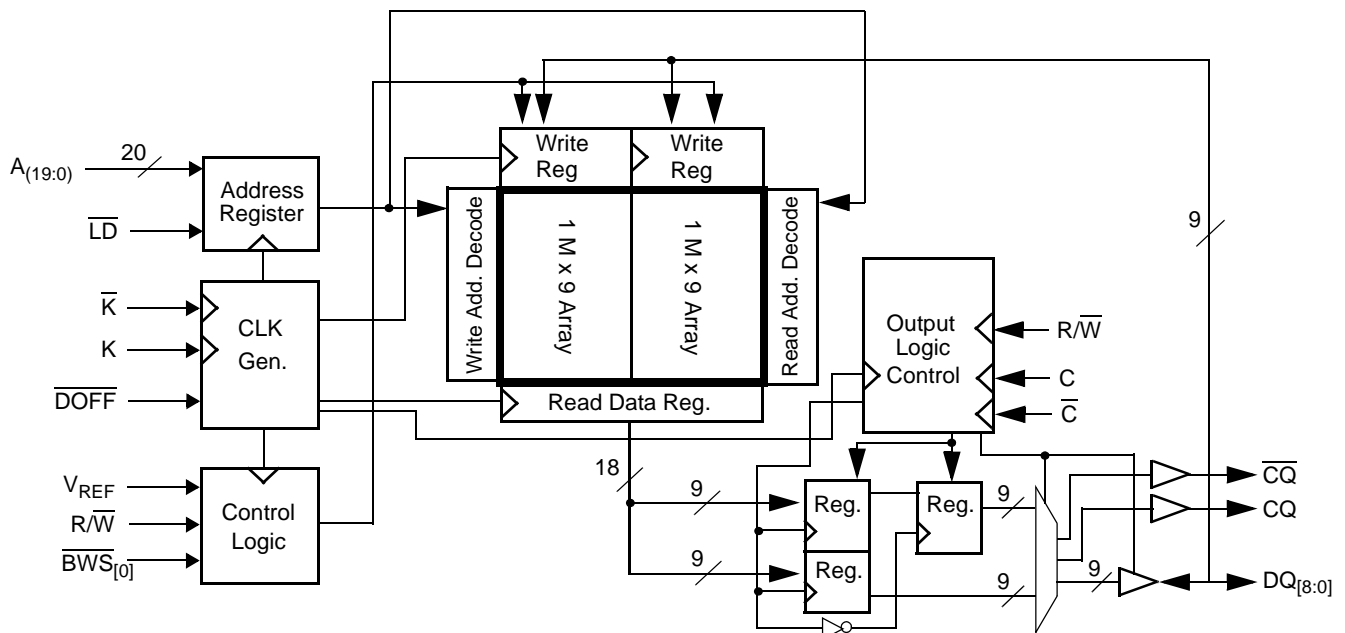 A(19:0)
20
LD
Address
Register
K
K
DOFF
CLK
Gen.
VREF
R/W
BWS[0]
Control
Logic
Write
Reg
Write
Reg
Write Add. Decode
1 M x 9 Array
1 M x 9 Array
Read Add. Decode
Read Data Reg.
9
Output
Logic
Control
R/W
C
C
18
9
9
Reg.
Reg.
Reg.
9
9
9
CQ
CQ
DQ[8:0]